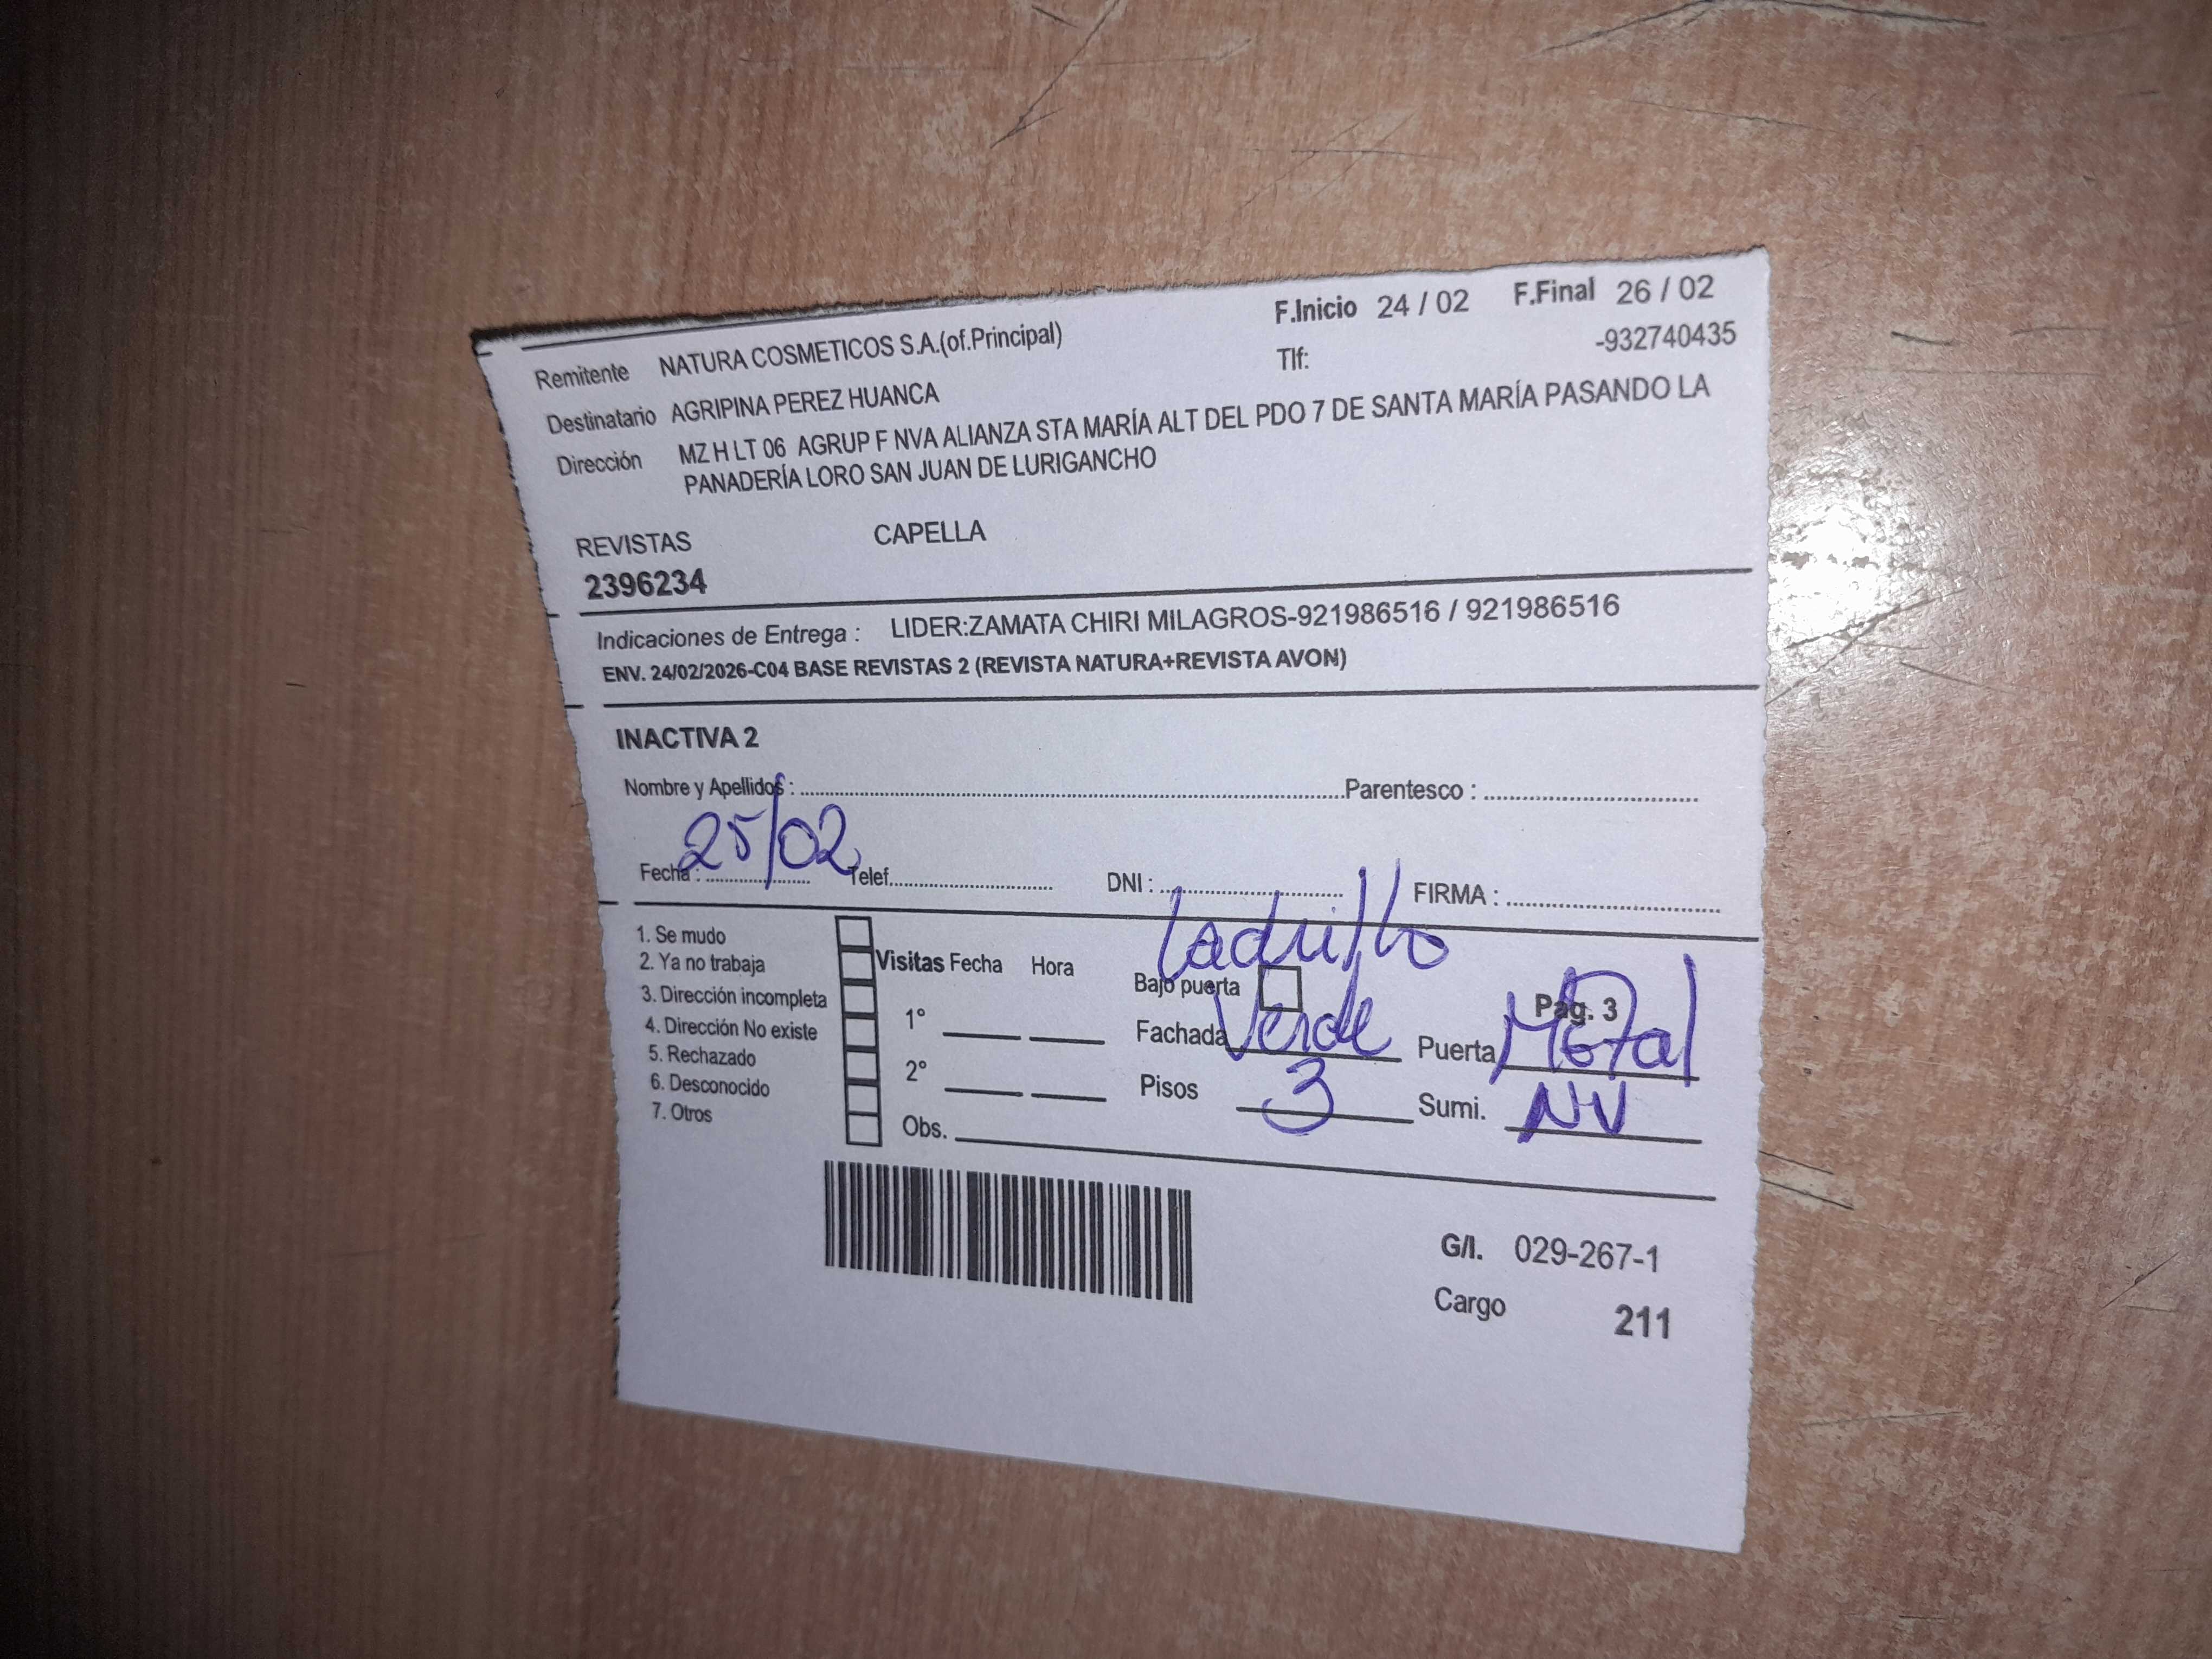 F.Inicio 24 / 02 F.Final 26 / 02
Remitente NATURA COSMETICOS S.A.(of.Principal)
Tlf: -932740435
Destinatario AGRIPINA PEREZ HUANCA
Dirección MZ H LT 06 AGRUP F NVA ALIANZA STA MARÍA ALT DEL PDO 7 DE SANTA MARÍA PASANDO LA
PANADERÍA LORO SAN JUAN DE LURIGANCHO
REVISTAS CAPELLA
2396234
Indicaciones de Entrega : LIDER:ZAMATA CHIRI MILAGROS-921986516 / 921986516
ENV. 24/02/2026-C04 BASE REVISTAS 2 (REVISTA NATURA+REVISTA AVON)
INACTIVA 2
Nombre y Apellidos : Parentesco :
Fecha : 25/02 Telef. DNI : FIRMA :
1. Se mudo
2. Ya no trabaja
3. Dirección incompleta
4. Dirección No existe
5. Rechazado
6. Desconocido
7. Otros
Visitas Fecha Hora
1°
2°
Obs.
Ladrillo
Bajo puerta
Pag. 3
Fachada Verde Puerta Metal
Pisos 3 Sumi. NV
G/I. 029-267-1
Cargo 211